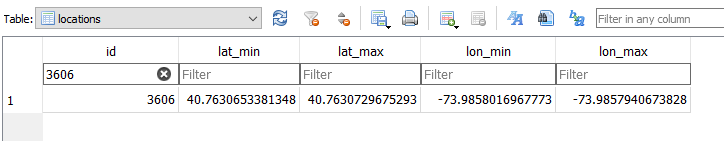 Table: locations Filter in any column
id lat_min lat_max lon_min lon_max
3606 Filter Filter Filter Filter
1 3606 40.7630653381348 40.7630729675293 -73.9858016967773 -73.9857940673828